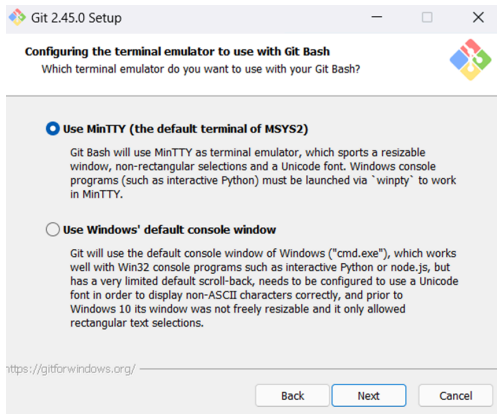 Git 2.45.0 Setup
Configuring the terminal emulator to use with Git Bash
Which terminal emulator do you want to use with your Git Bash?
Use MinTTY (the default terminal of MSYS2)
Git Bash will use MinTTY as terminal emulator, which sports a resizable
window, non-rectangular selections and a Unicode font. Windows console
programs (such as interactive Python) must be launched via `winpty` to work
in MinTTY.
Use Windows' default console window
Git will use the default console window of Windows ("cmd.exe"), which works
well with Win32 console programs such as interactive Python or node.js, but
has a very limited default scroll-back, needs to be configured to use a Unicode
font in order to display non-ASCII characters correctly, and prior to
Windows 10 its window was not freely resizable and it only allowed
rectangular text selections.
https://gitforwindows.org/
Back Next Cancel